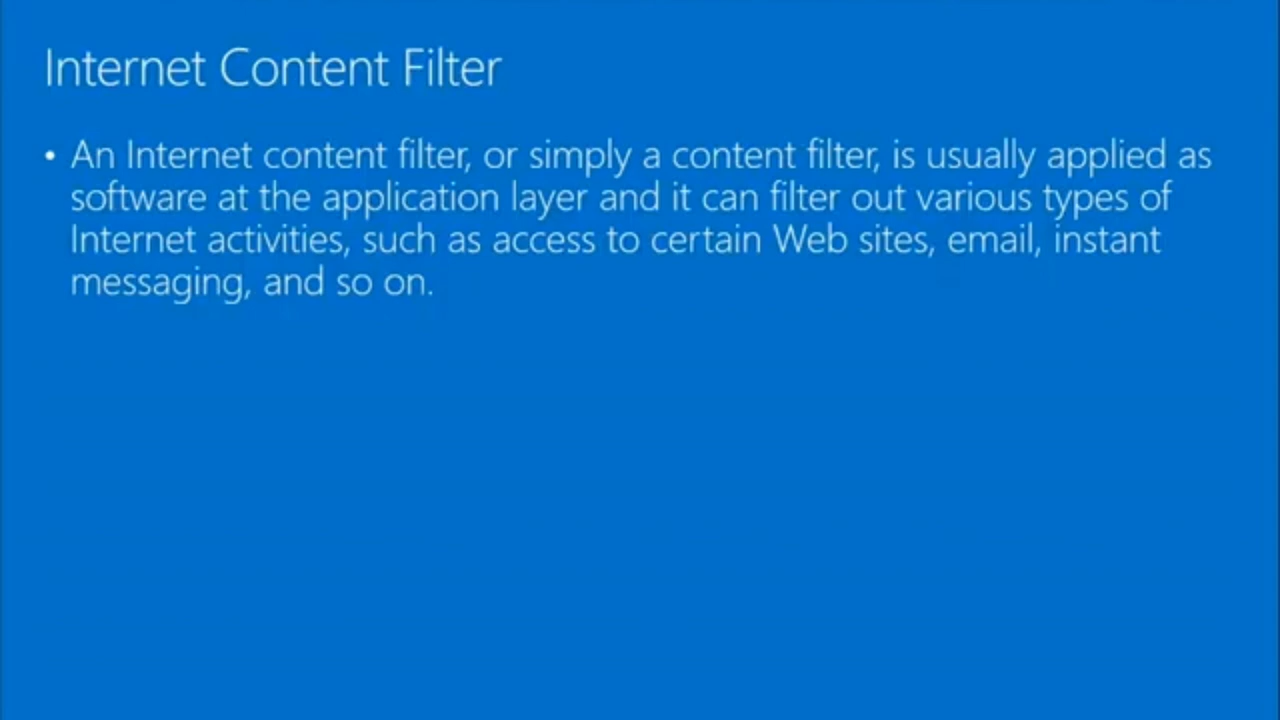 Internet Content Filter
• An Internet content filter, or simply a content filter, is usually applied as
software at the application layer and it can filter out various types of
Internet activities, such as access to certain Web sites, email, instant
messaging, and so on.